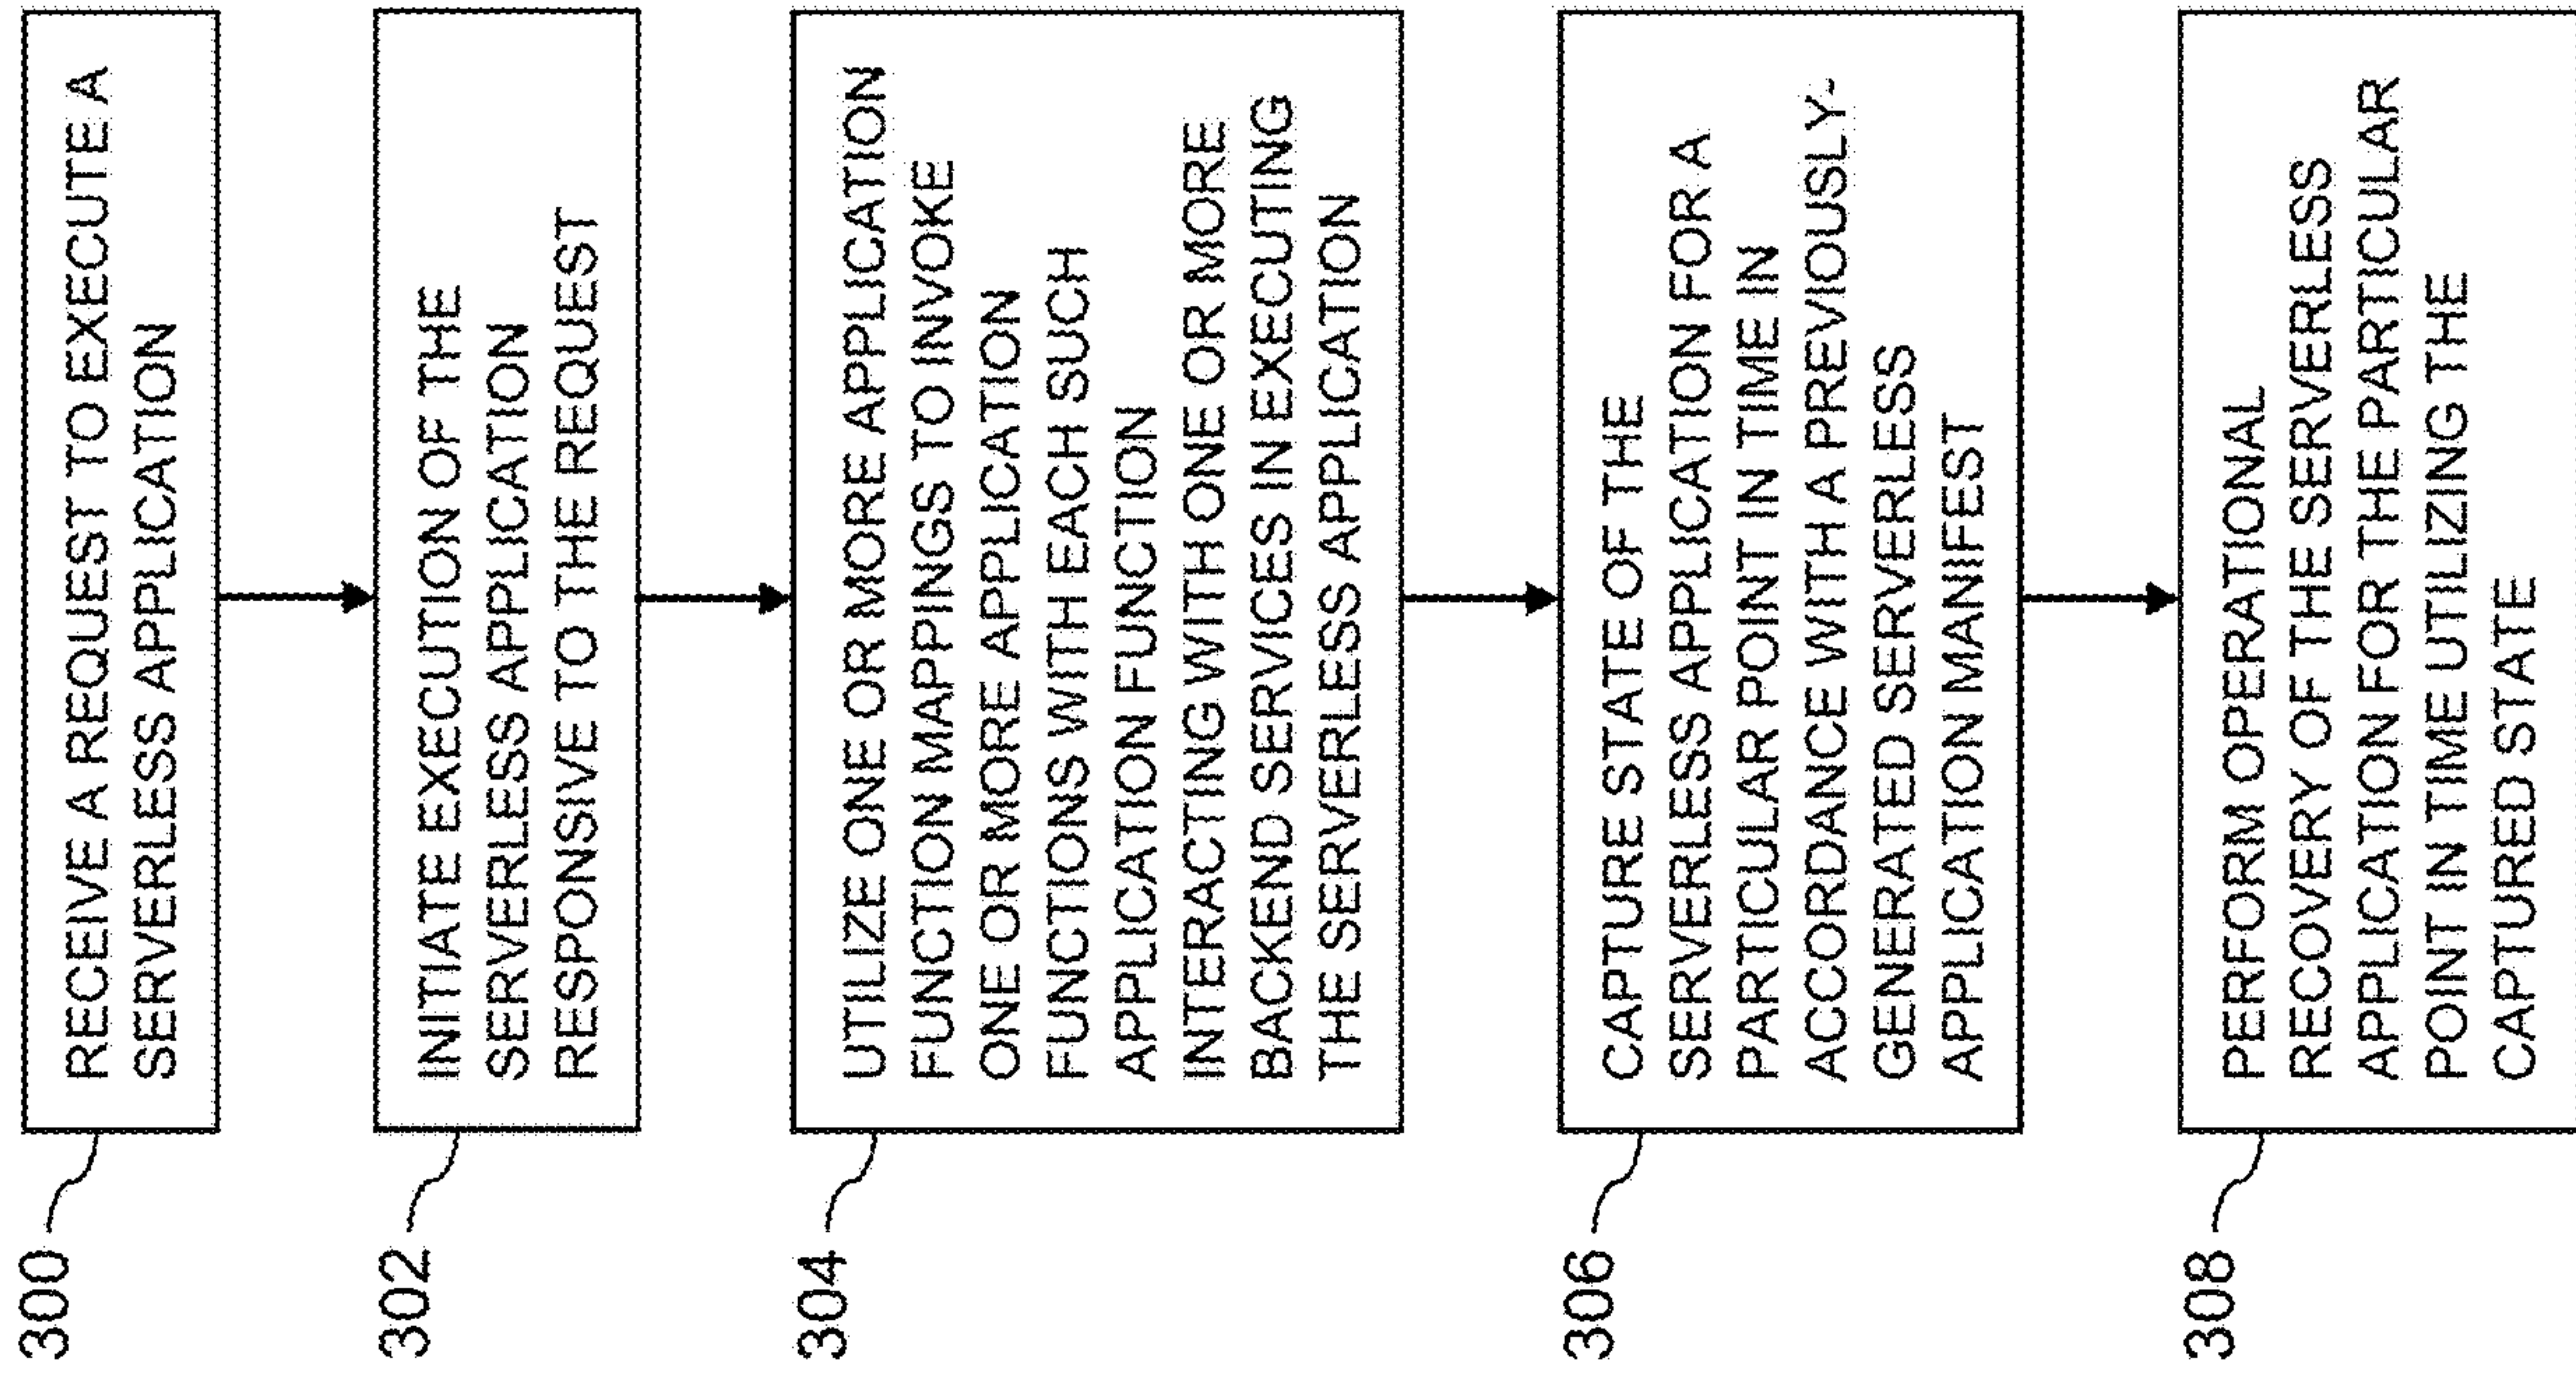 300
RECEIVE A REQUEST TO EXECUTE A
SERVERLESS APPLICATION
302
INITIATE EXECUTION OF THE
SERVERLESS APPLICATION
RESPONSIVE TO THE REQUEST
304
UTILIZE ONE OR MORE APPLICATION
FUNCTION MAPPINGS TO INVOKE
ONE OR MORE APPLICATION
FUNCTIONS WITH EACH SUCH
APPLICATION FUNCTION
INTERACTING WITH ONE OR MORE
BACKEND SERVICES IN EXECUTING
THE SERVERLESS APPLICATION
306
CAPTURE STATE OF THE
SERVERLESS APPLICATION FOR A
PARTICULAR POINT IN TIME IN
ACCORDANCE WITH A PREVIOUSLY-
GENERATED SERVERLESS
APPLICATION MANIFEST
308
PERFORM OPERATIONAL
RECOVERY OF THE SERVERLESS
APPLICATION FOR THE PARTICULAR
POINT IN TIME UTILIZING THE
CAPTURED STATE